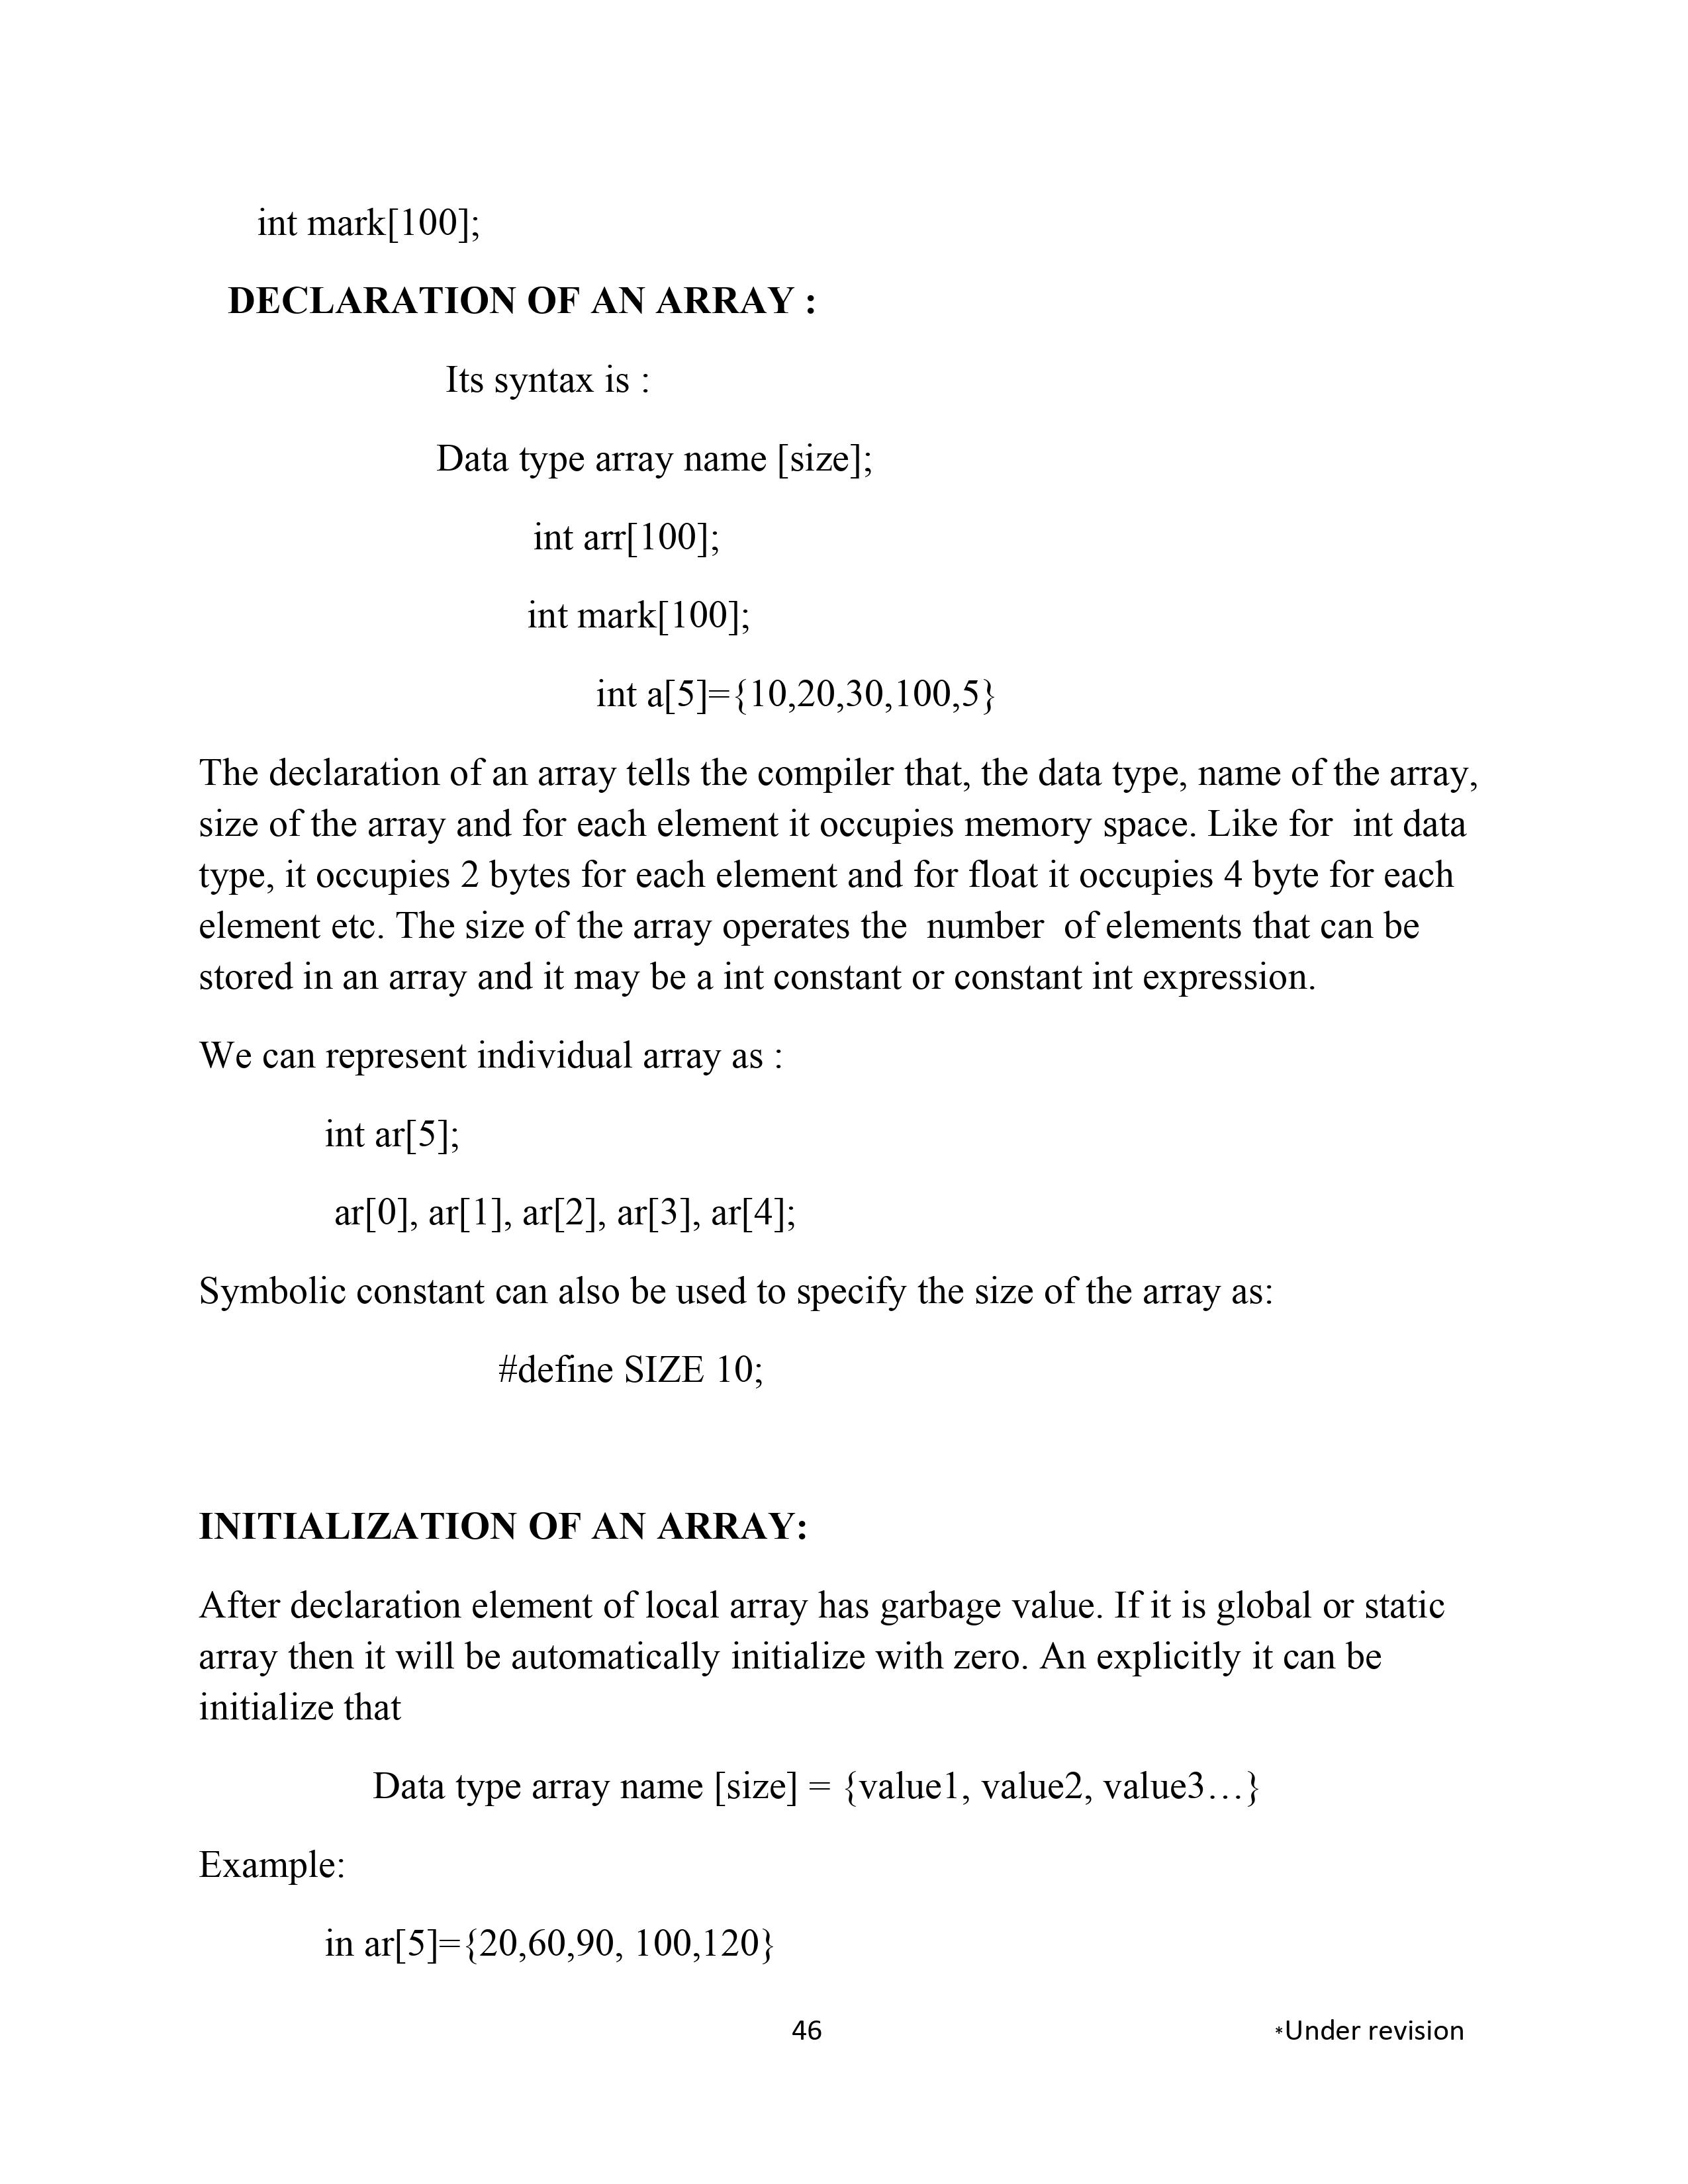 int mark[100];
DECLARATION OF AN ARRAY :
Its syntax is :
Data type array name [size];
int arr[100];
int mark[100];
int a[5]={10,20,30,100,5}
The declaration of an array tells the compiler that, the data type, name of the array,
size of the array and for each element it occupies memory space. Like for  int data
type, it occupies 2 bytes for each element and for float it occupies 4 byte for each
element etc. The size of the array operates the  number  of elements that can be
stored in an array and it may be a int constant or constant int expression.
We can represent individual array as :
int ar[5];
ar[0], ar[1], ar[2], ar[3], ar[4];
Symbolic constant can also be used to specify the size of the array as:
#define SIZE 10;
INITIALIZATION OF AN ARRAY:
After declaration element of local array has garbage value. If it is global or static
array then it will be automatically initialize with zero. An explicitly it can be
initialize that
Data type array name [size] = {value1, value2, value3…}
Example:
in ar[5]={20,60,90, 100,120}
46 *Under revision